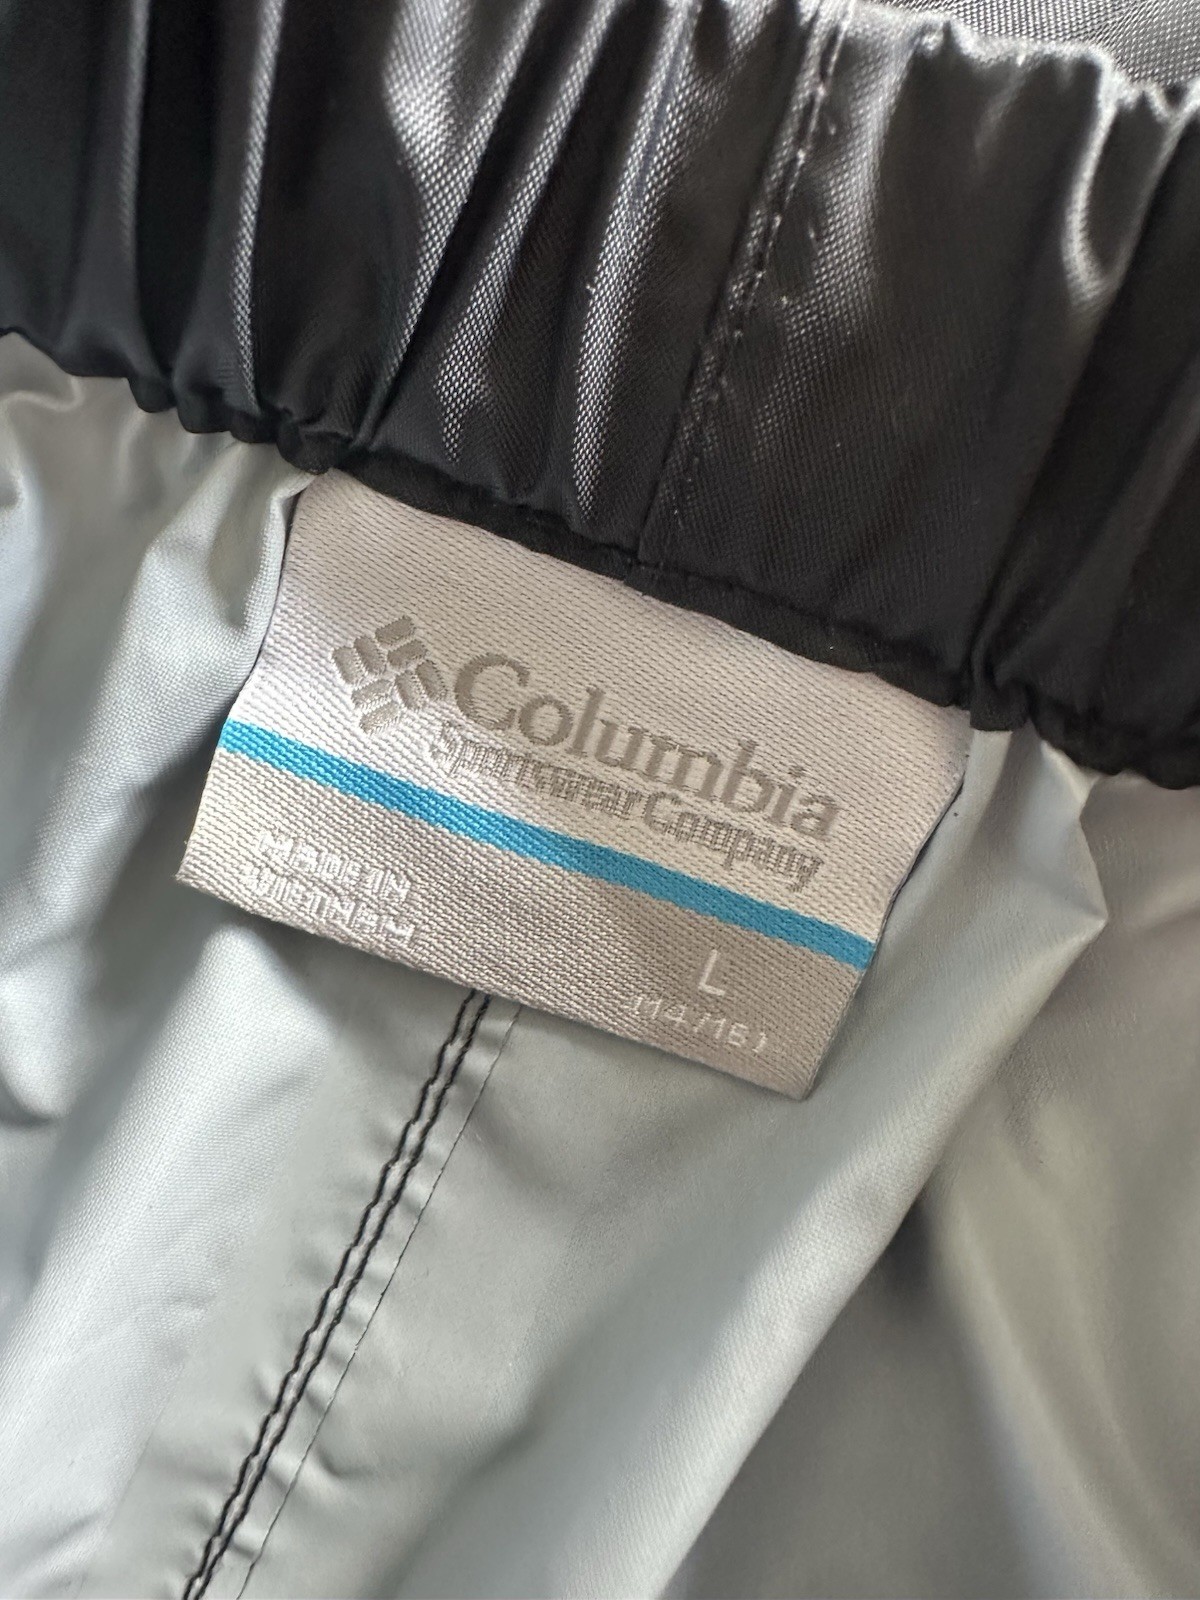 Columbia
Sportswear Company
MADE IN
VIETNAM
L
(14/16)